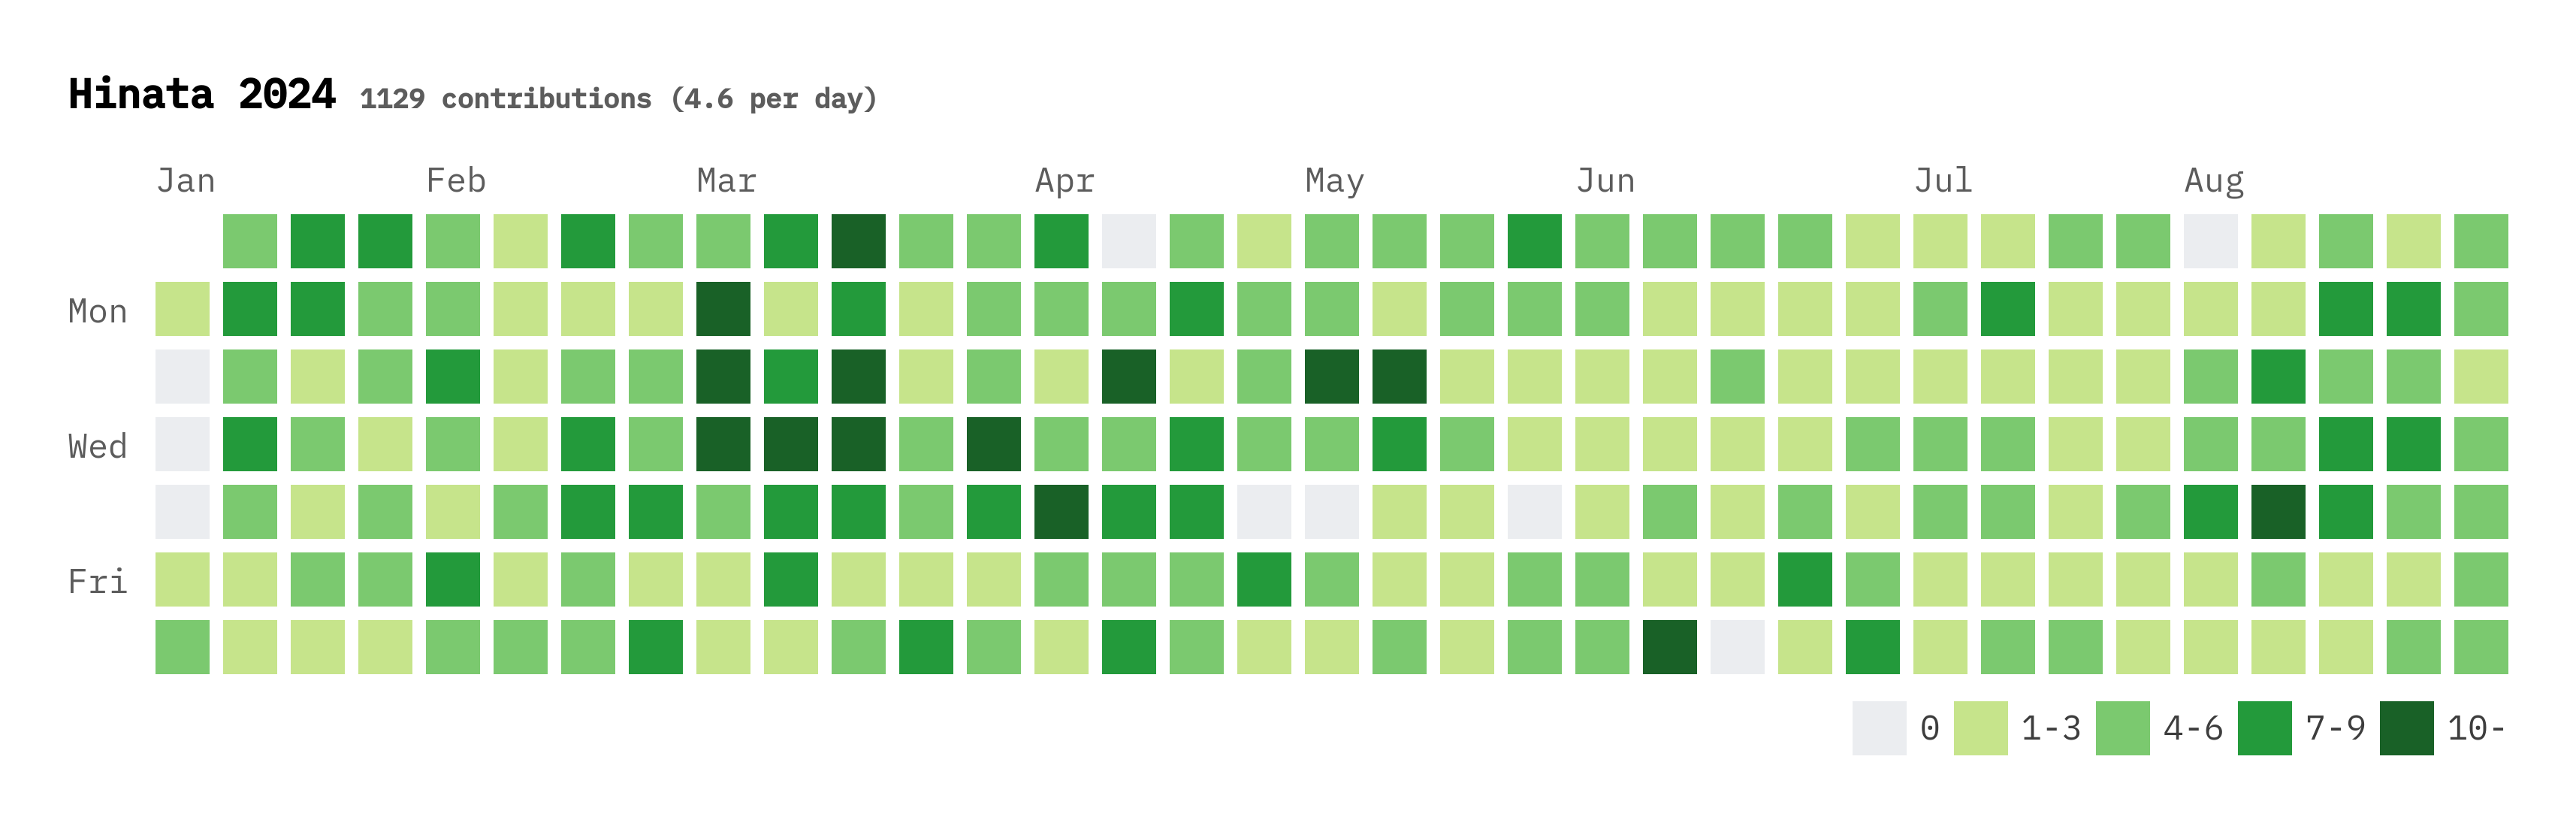 Hinata 2024 1129 contributions (4.6 per day)
Jan Feb Mar Apr May Jun Jul Aug
Mon
Wed
Fri
0 1-3 4-6 7-9 10-